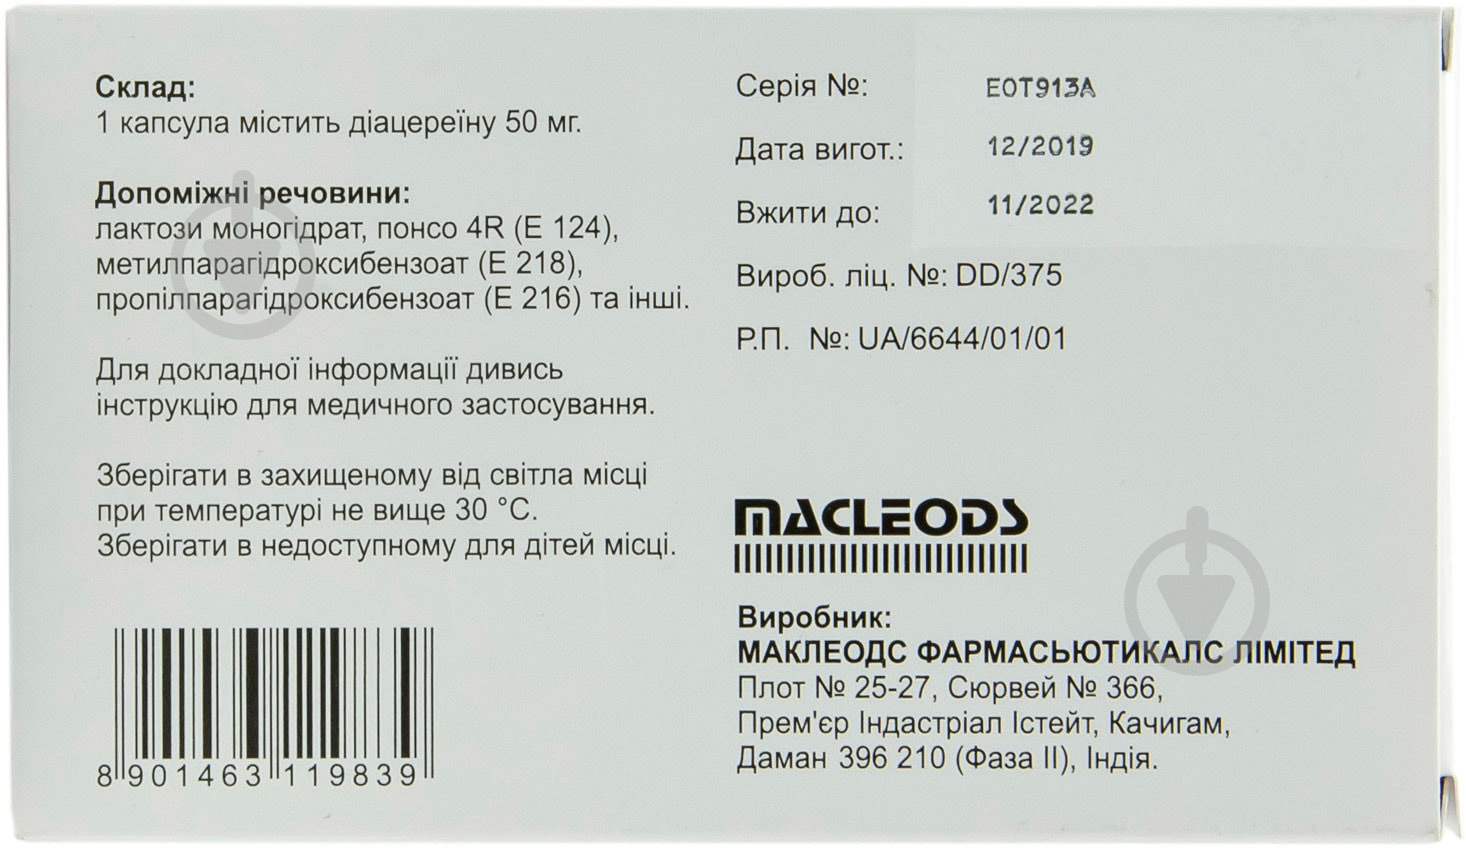 Склад:
1 капсула містить діацереїну 50 мг.
Допоміжні речовини:
лактози моногідрат, понсо 4R (Е 124),
метилпарагідроксибензоат (Е 218),
пропілпарагідроксибензоат (Е 216) та інші.
Для докладної інформації дивись
інструкцію для медичного застосування.
Зберігати в захищеному від світла місці
при температурі не вище 30 °С.
Зберігати в недоступному для дітей місці.
8 901463 119839
Серія №: EOT913A
Дата вигот.: 12/2019
Вжити до: 11/2022
Вироб. ліц. №: DD/375
Р.П. №: UA/6644/01/01
MACLEODS
Виробник:
МАКЛЕОДС ФАРМАСЬЮТИКАЛС ЛІМІТЕД
Плот № 25-27, Сюрвей № 366,
Прем'єр Індастріал Істейт, Качигам,
Даман 396 210 (Фаза II), Індія.